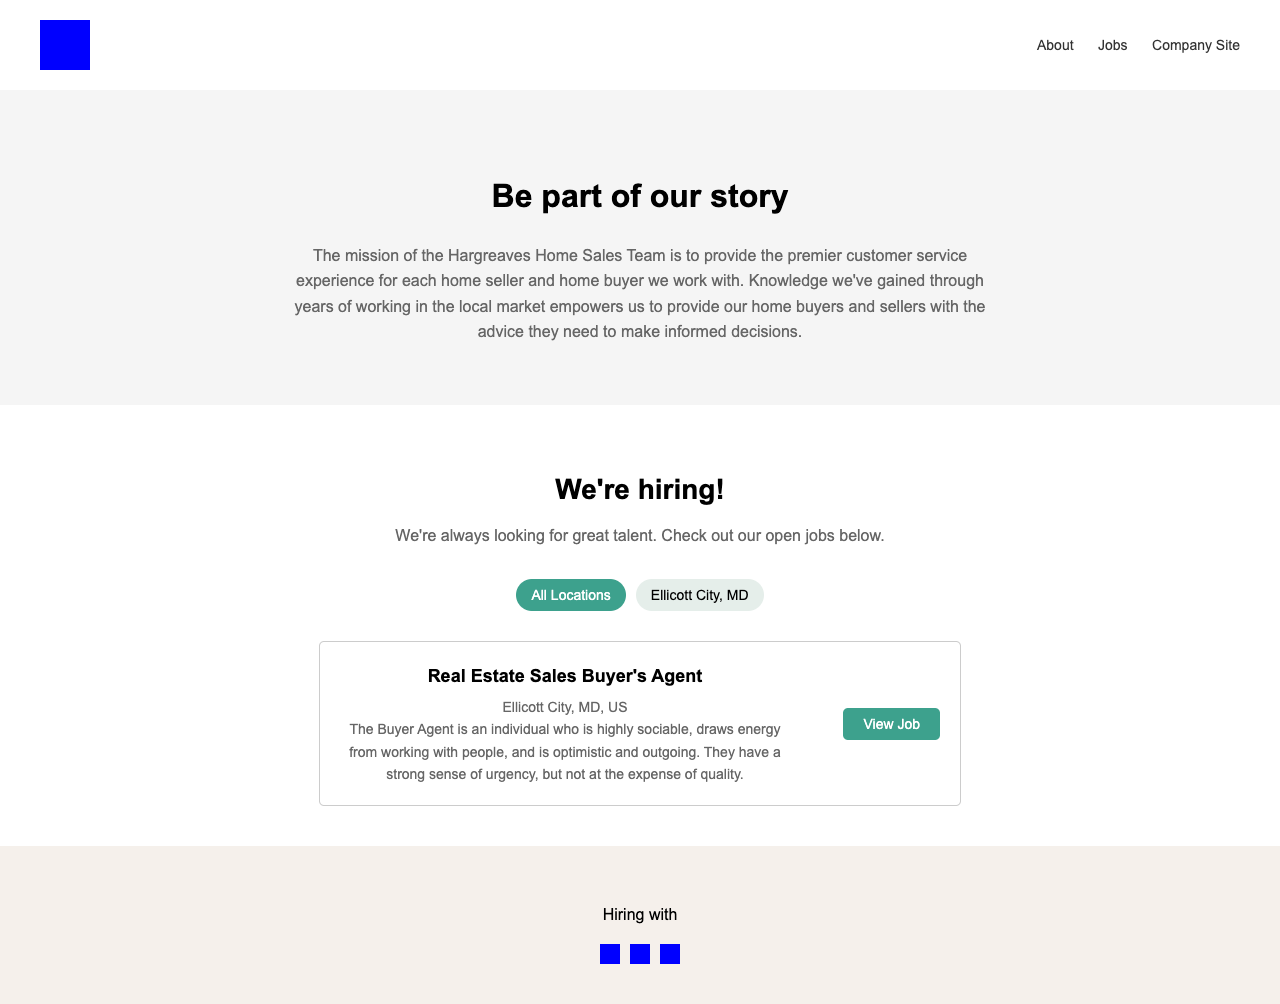 About Jobs Company Site
Be part of our story
The mission of the Hargreaves Home Sales Team is to provide the premier customer service
experience for each home seller and home buyer we work with. Knowledge we've gained through
years of working in the local market empowers us to provide our home buyers and sellers with the
advice they need to make informed decisions.
We're hiring!
We're always looking for great talent. Check out our open jobs below.
All Locations Ellicott City, MD
Real Estate Sales Buyer's Agent
Ellicott City, MD, US
The Buyer Agent is an individual who is highly sociable, draws energy
from working with people, and is optimistic and outgoing. They have a
strong sense of urgency, but not at the expense of quality.
View Job
Hiring with